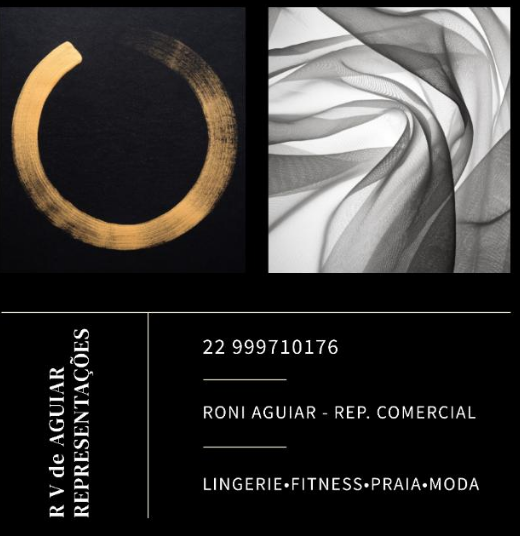 R V de AGUIAR
REPRESENTAÇÕES
22 999710176
RONI AGUIAR - REP. COMERCIAL
LINGERIE•FITNESS•PRAIA•MODA